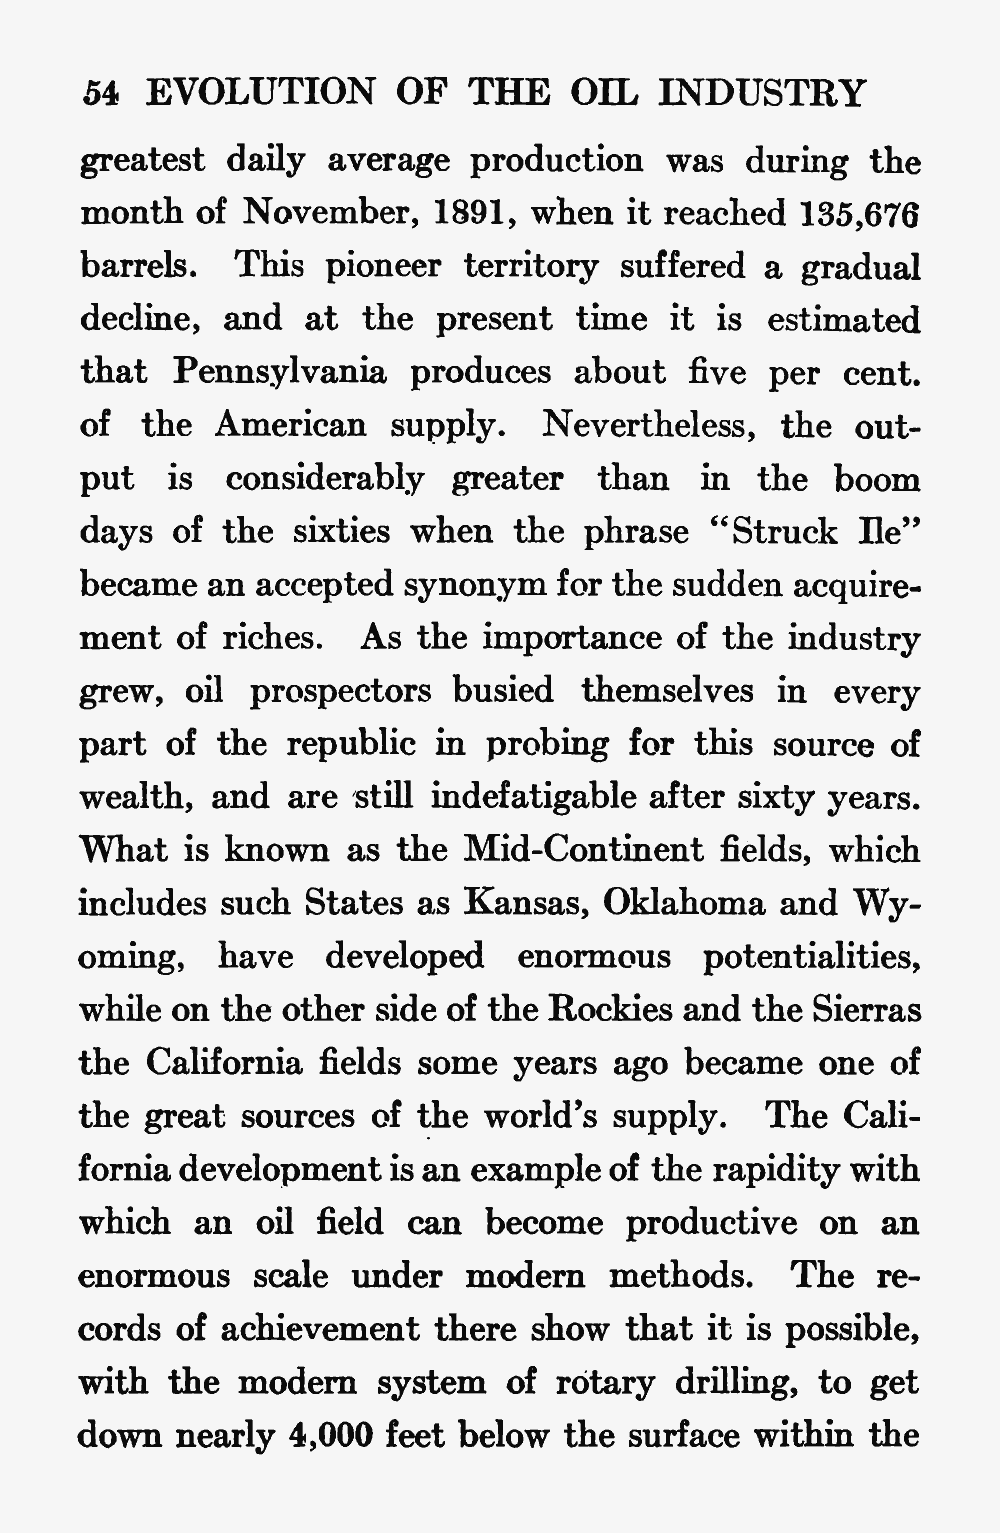 54 EVOLUTION OF THE OIL INDUSTRY
greatest daily average production was during the
month of November, 1891, when it reached 135,676
barrels. This pioneer territory suffered a gradual
decline, and at the present time it is estimated
that Pennsylvania produces about five per cent.
of the American supply. Nevertheless, the out-
put is considerably greater than in the boom
days of the sixties when the phrase “Struck Ile”
became an accepted synonym for the sudden acquire-
ment of riches. As the importance of the industry
grew, oil prospectors busied themselves in every
part of the republic in probing for this source of
wealth, and are still indefatigable after sixty years.
What is known as the Mid-Continent fields, which
includes such States as Kansas, Oklahoma and Wy-
oming, have developed enormous potentialities,
while on the other side of the Rockies and the Sierras
the California fields some years ago became one of
the great sources of the world’s supply. The Cali-
fornia development is an example of the rapidity with
which an oil field can become productive on an
enormous scale under modern methods. The re-
cords of achievement there show that it is possible,
with the modern system of rotary drilling, to get
down nearly 4,000 feet below the surface within the